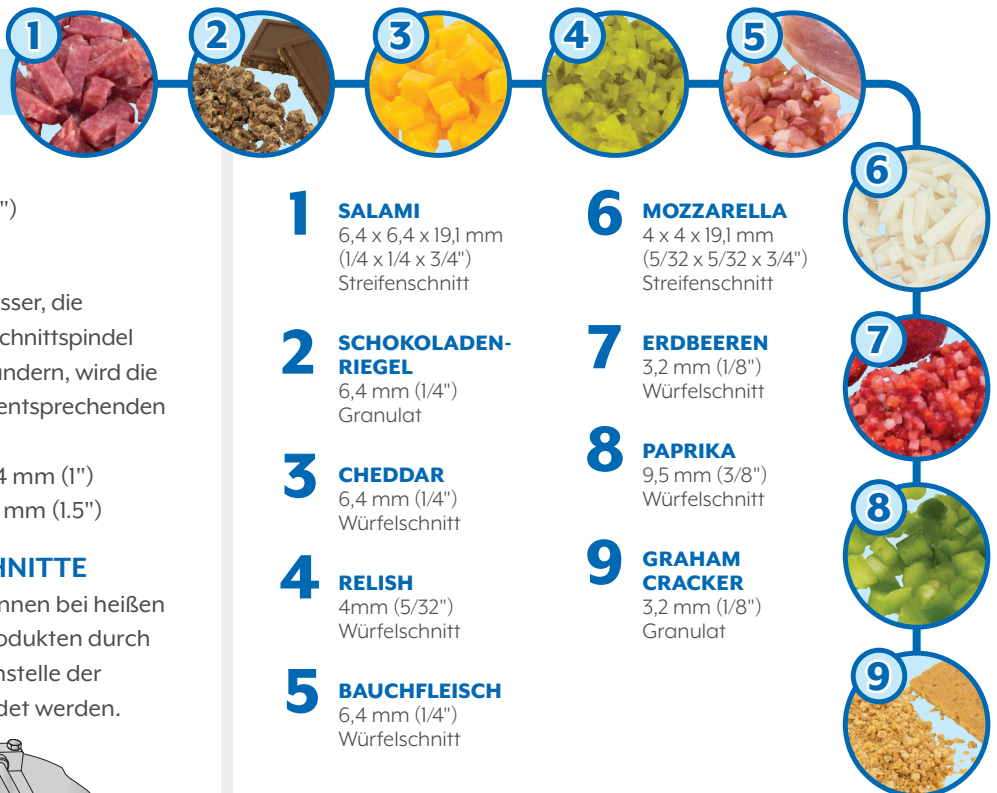 1
2
3
4
5
6
7
8
9
")
sser, die
chnittspindel
ndern, wird die
entsprechenden
4 mm (1")
mm (1.5")
HNITTE
nnen bei heißen
rodukten durch
nstelle der
det werden.
1
SALAMI
6,4 x 6,4 x 19,1 mm
(1/4 x 1/4 x 3/4")
Streifenschnitt
2
SCHOKOLADEN-
RIEGEL
6,4 mm (1/4")
Granulat
3
CHEDDAR
6,4 mm (1/4")
Würfelschnitt
4
RELISH
4mm (5/32")
Würfelschnitt
5
BAUCHFLEISCH
6,4 mm (1/4")
Würfelschnitt
6
MOZZARELLA
4 x 4 x 19,1 mm
(5/32 x 5/32 x 3/4")
Streifenschnitt
7
ERDBEEREN
3,2 mm (1/8")
Würfelschnitt
8
PAPRIKA
9,5 mm (3/8")
Würfelschnitt
9
GRAHAM
CRACKER
3,2 mm (1/8")
Granulat